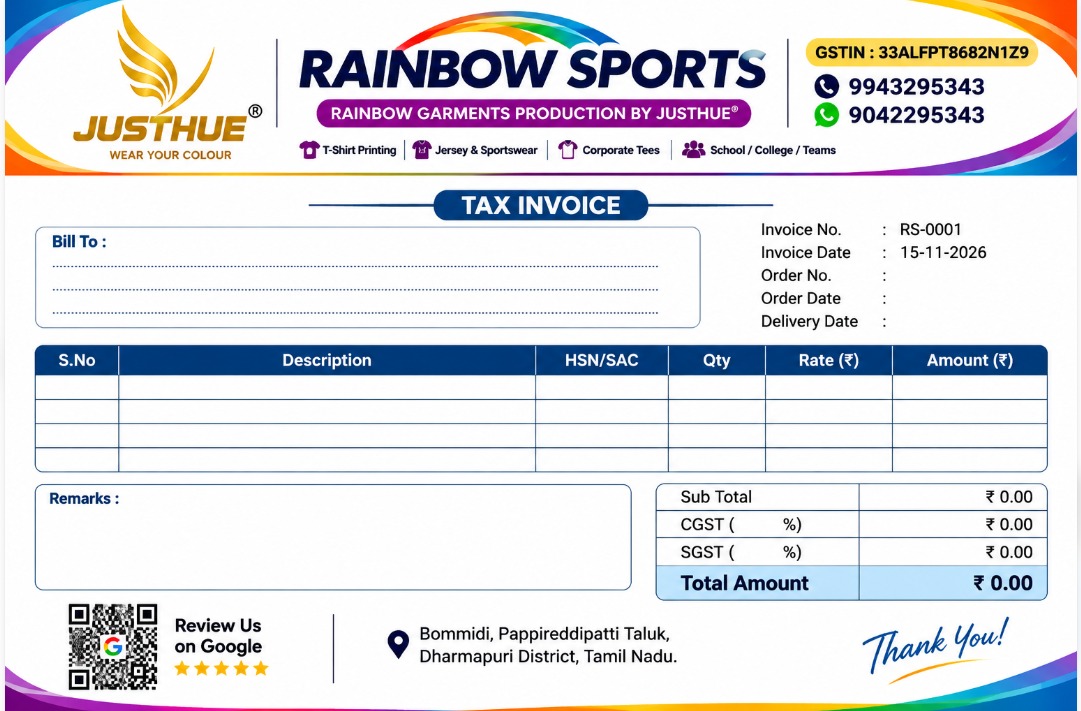 JUSTHUE®
WEAR YOUR COLOUR
RAINBOW SPORTS
RAINBOW GARMENTS PRODUCTION BY JUSTHUE®
T-Shirt Printing
Jersey & Sportswear
Corporate Tees
School / College / Teams
GSTIN : 33ALFPT8682N1Z9
9943295343
9042295343
TAX INVOICE
Bill To :
Invoice No. : RS-0001
Invoice Date : 15-11-2026
Order No. :
Order Date :
Delivery Date :
S.No Description HSN/SAC Qty Rate (₹) Amount (₹)
Remarks :
Sub Total ₹ 0.00
CGST ( %) ₹ 0.00
SGST ( %) ₹ 0.00
Total Amount ₹ 0.00
G
Review Us
on Google
Bommidi, Pappireddipatti Taluk,
Dharmapuri District, Tamil Nadu.
Thank You!